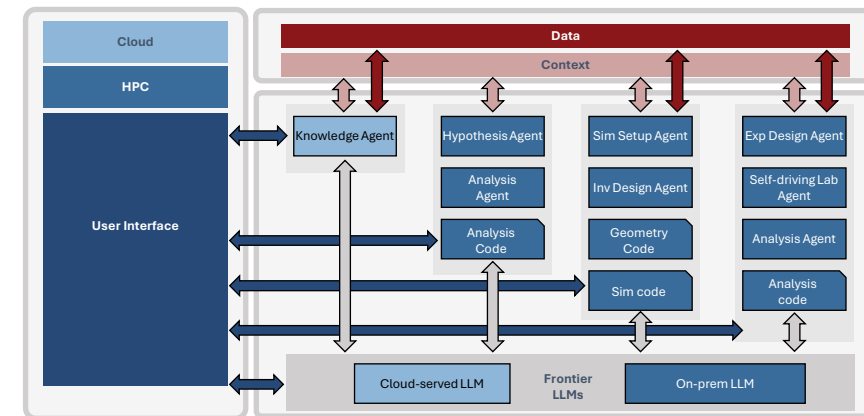 Cloud
HPC
User Interface
Data
Context
Knowledge Agent
Hypothesis Agent
Analysis
Agent
Analysis
Code
Sim Setup Agent
Inv Design Agent
Geometry
Code
Sim code
Exp Design Agent
Self-driving Lab
Agent
Analysis Agent
Analysis
code
Cloud-served LLM
Frontier
LLMs
On-prem LLM